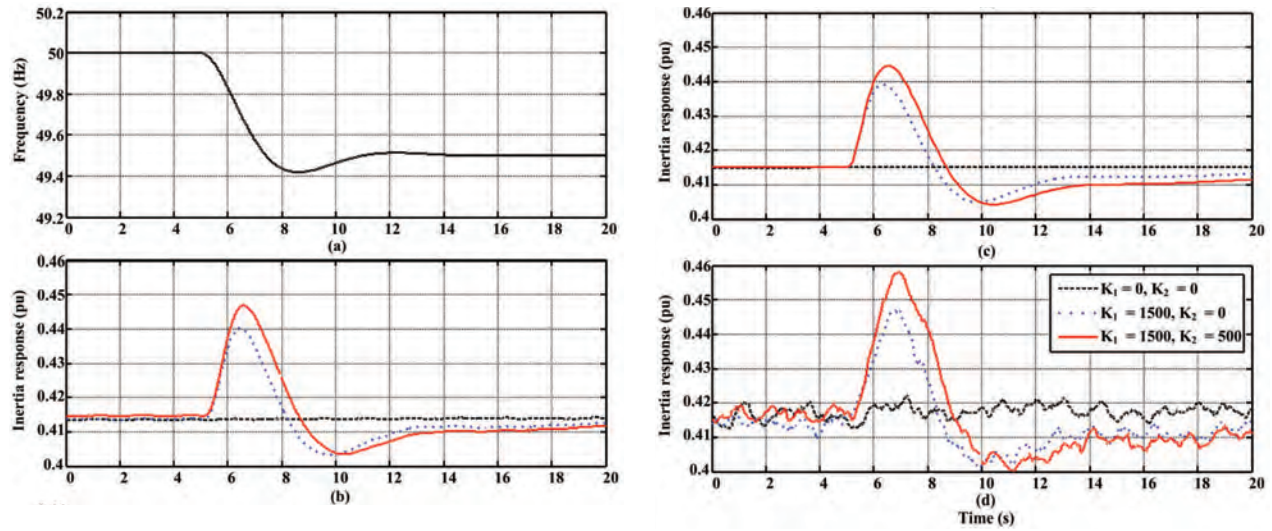 50.2
50
49.8
49.6
49.4
49.2
Frequency (Hz)
0 2 4 6 8 10 12 14 16 18 20
(a)
0.46
0.45
0.44
0.43
0.42
0.41
0.4
Inertia response (pu)
0 2 4 6 8 10 12 14 16 18 20
(b)
0.46
0.45
0.44
0.43
0.42
0.41
0.4
Inertia response (pu)
0 2 4 6 8 10 12 14 16 18 20
(c)
0.46
0.45
0.44
0.43
0.42
0.41
0.4
Inertia response (pu)
K₁ = 0, K₂ = 0
K₁ = 1500, K₂ = 0
K₁ = 1500, K₂ = 500
0 2 4 6 8 10 12 14 16 18 20
(d)
Time (s)